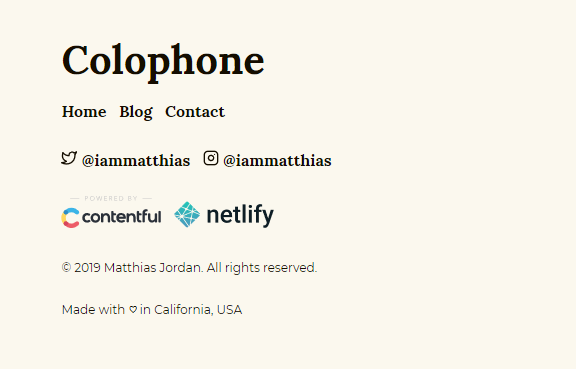 Colophone
Home Blog Contact
@iammatthias @iammatthias
POWERED BY
contentful netlify
© 2019 Matthias Jordan. All rights reserved.
Made with ♡ in California, USA